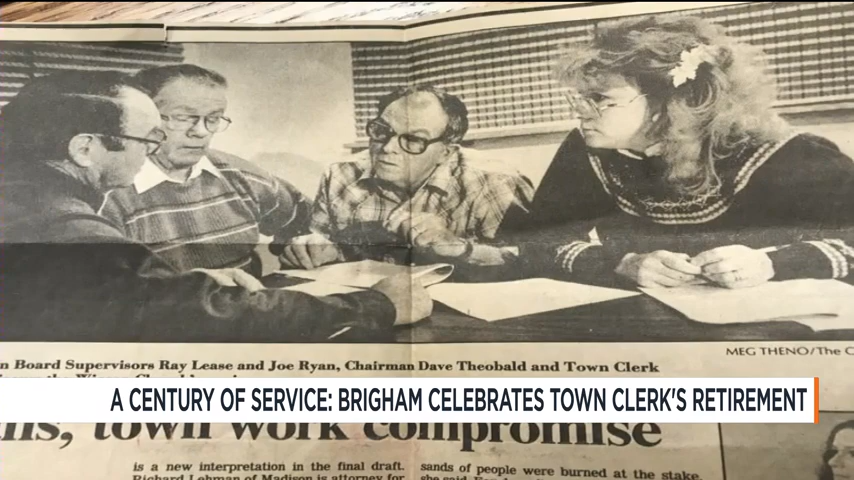 MEG THENO/The C
n Board Supervisors Ray Lease and Joe Ryan, Chairman Dave Theobald and Town Clerk
A CENTURY OF SERVICE: BRIGHAM CELEBRATES TOWN CLERK'S RETIREMENT
town work compromise
is a new interpretation in the final draft.
Richard Lehman of Madison is attorney for
sands of people were burned at the stake,
she said